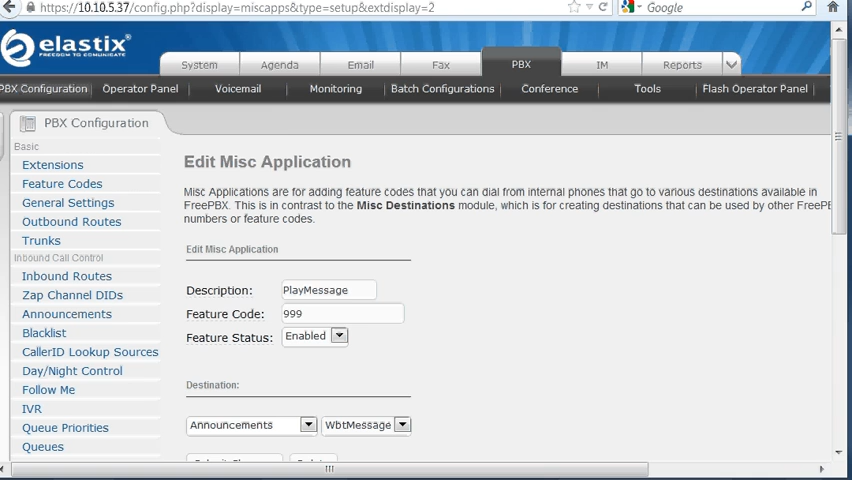 https://10.10.5.37/config.php?display=miscapps&type=setup&extdisplay=2
Google
elastix
FREEDOM TO COMMUNICATE
System
Agenda
Email
Fax
PBX
IM
Reports
PBX Configuration
Operator Panel
Voicemail
Monitoring
Batch Configurations
Conference
Tools
Flash Operator Panel
PBX Configuration
Basic
Extensions
Feature Codes
General Settings
Outbound Routes
Trunks
Inbound Call Control
Inbound Routes
Zap Channel DIDs
Announcements
Blacklist
CallerID Lookup Sources
Day/Night Control
Follow Me
IVR
Queue Priorities
Queues
Edit Misc Application
Misc Applications are for adding feature codes that you can dial from internal phones that go to various destinations available in
FreePBX. This is in contrast to the Misc Destinations module, which is for creating destinations that can be used by other FreePB
numbers or feature codes.
Edit Misc Application
Description: PlayMessage
Feature Code: 999
Feature Status: Enabled
Destination:
Announcements WbtMessage